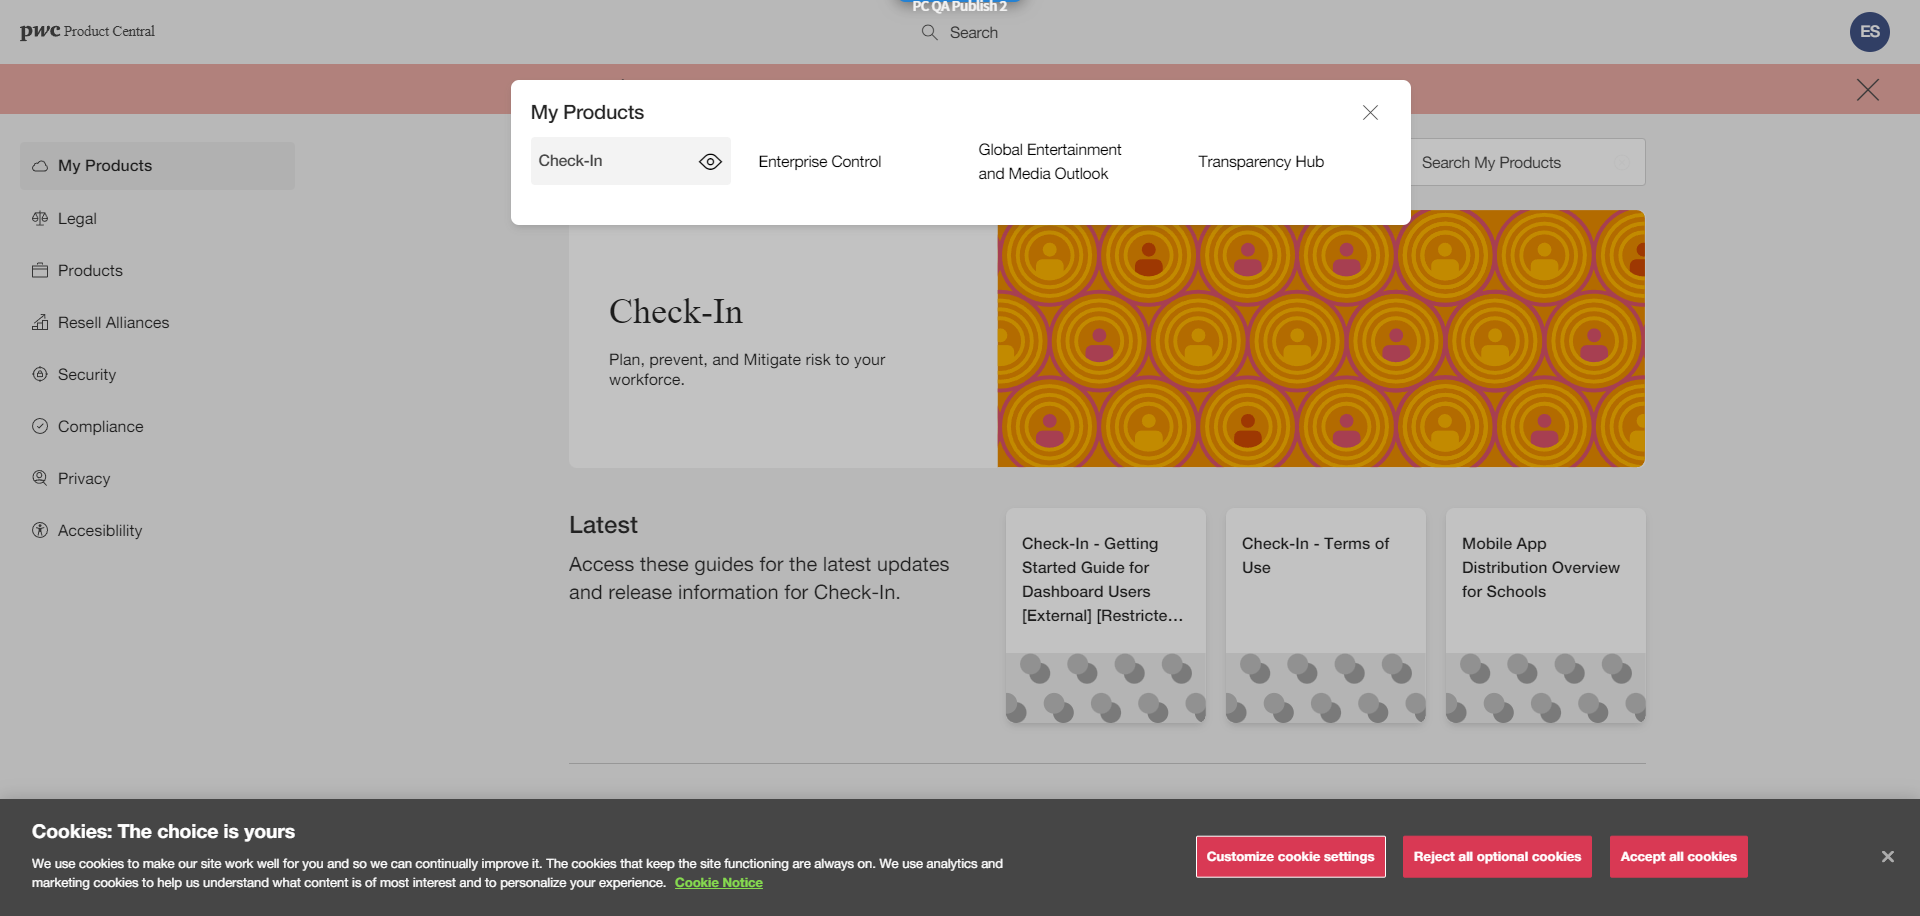 PC QA Publish 2
pwc Product Central
Search
ES
My Products
Check-In
Enterprise Control
Global Entertainment
and Media Outlook
Transparency Hub
Search My Products
My Products
Legal
Products
Resell Alliances
Security
Compliance
Privacy
Accesiblility
Check-In
Plan, prevent, and Mitigate risk to your
workforce.
Latest
Access these guides for the latest updates
and release information for Check-In.
Check-In - Getting
Started Guide for
Dashboard Users
[External] [Restricte...
Check-In - Terms of
Use
Mobile App
Distribution Overview
for Schools
Cookies: The choice is yours
We use cookies to make our site work well for you and so we can continually improve it. The cookies that keep the site functioning are always on. We use analytics and
marketing cookies to help us understand what content is of most interest and to personalize your experience. Cookie Notice
Customize cookie settings
Reject all optional cookies
Accept all cookies